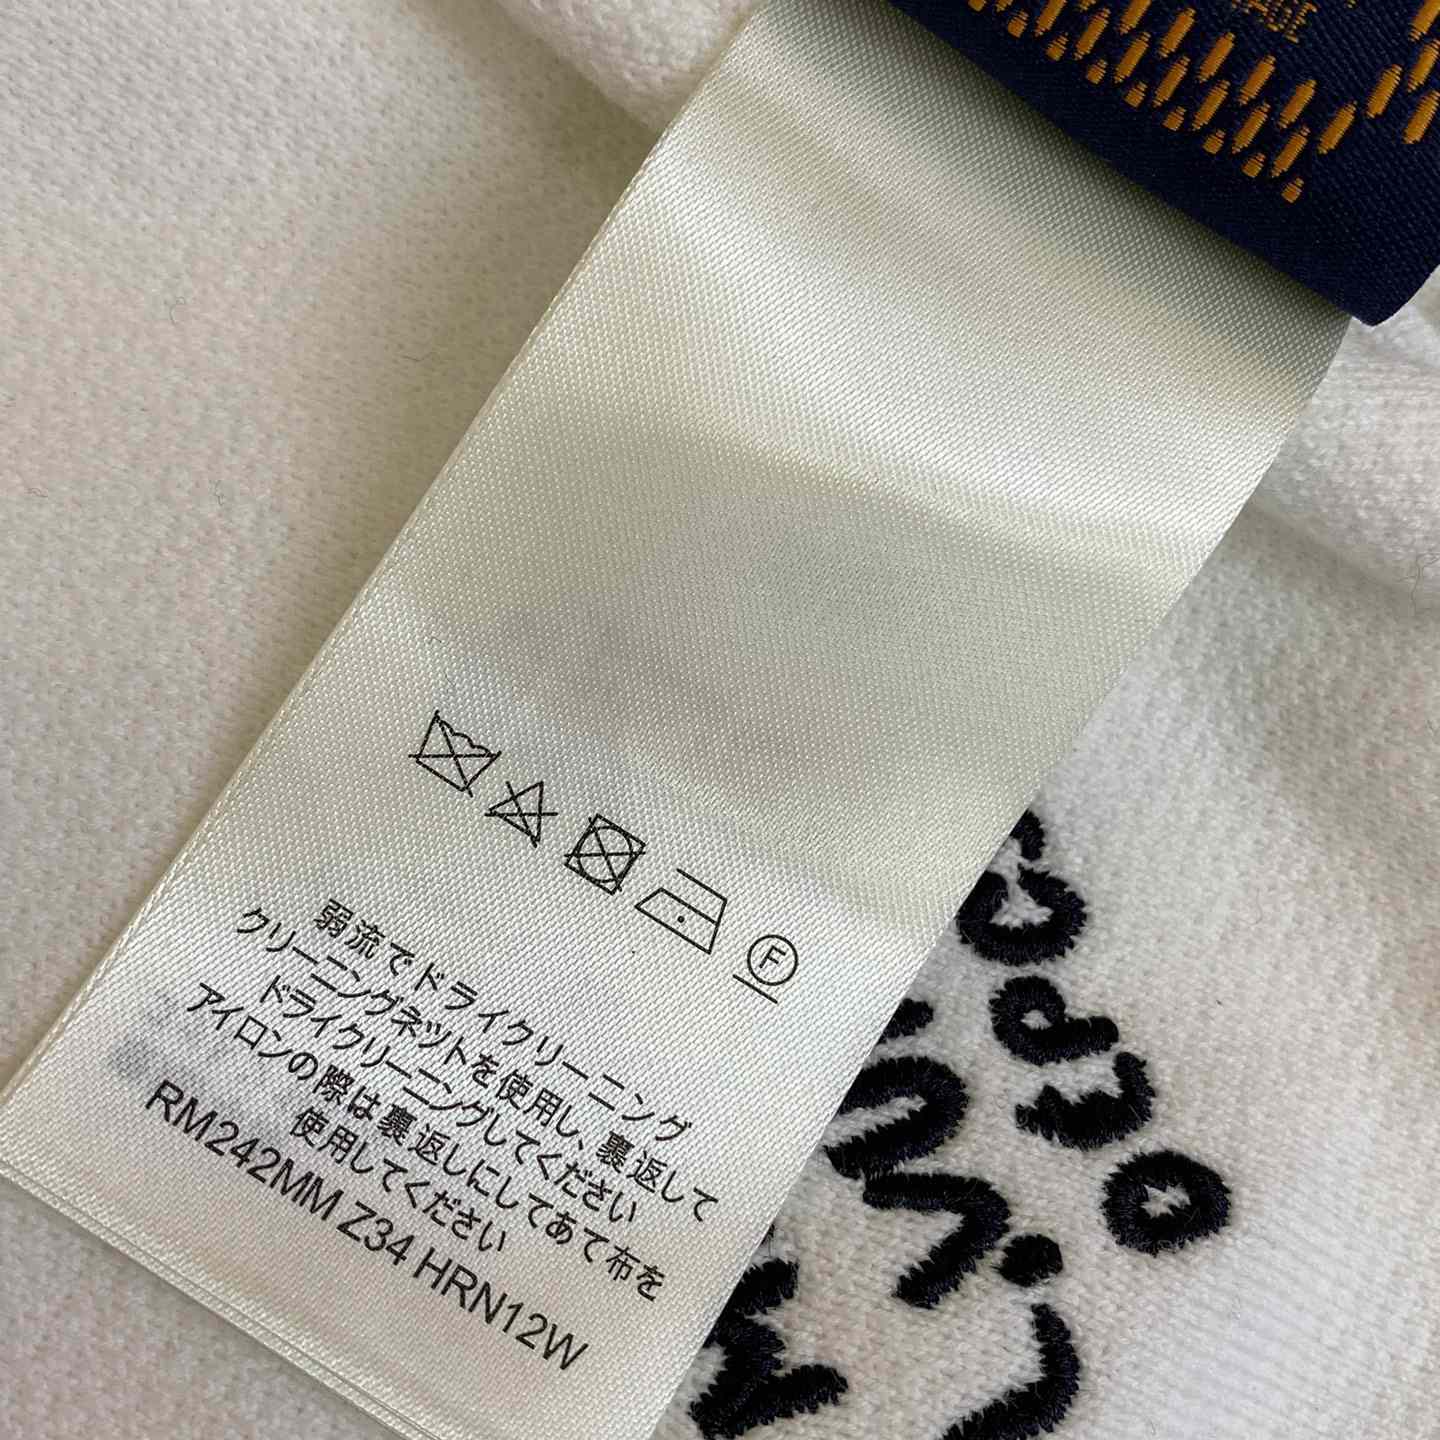 F
弱流でドライクリーニング
クリーニングネットを使用し、裏返して
ドライクリーニングしてください
アイロンの際は裏返しにしてあて布を
使用してください
RM242MM Z34 HRN12W